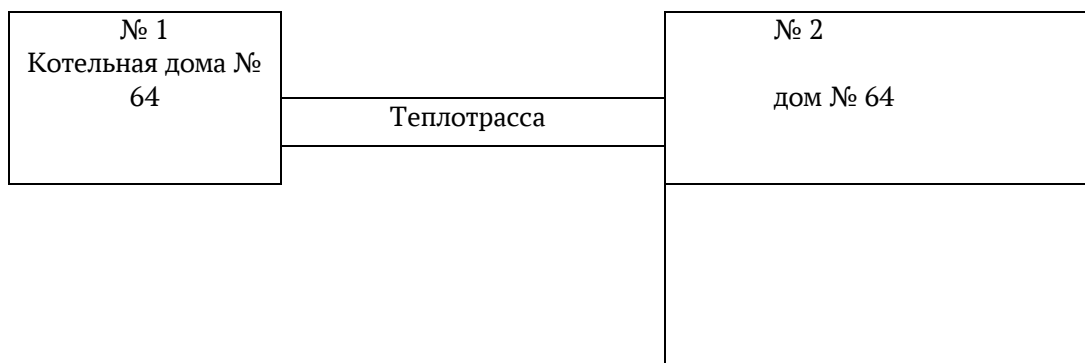 № 1
Котельная дома №
64
Теплотрасса
№ 2
дом № 64